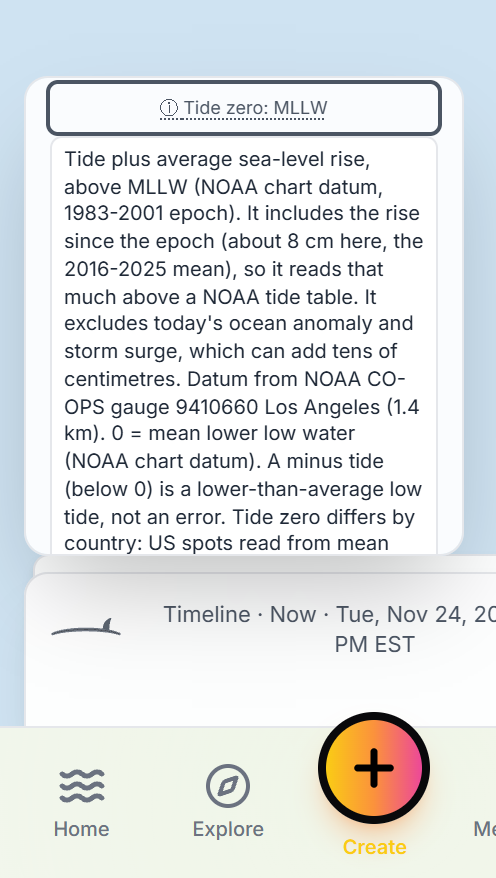 ⓘ Tide zero: MLLW
Tide plus average sea-level rise,
above MLLW (NOAA chart datum,
1983-2001 epoch). It includes the rise
since the epoch (about 8 cm here, the
2016-2025 mean), so it reads that
much above a NOAA tide table. It
excludes today's ocean anomaly and
storm surge, which can add tens of
centimetres. Datum from NOAA CO-
OPS gauge 9410660 Los Angeles (1.4
km). 0 = mean lower low water
(NOAA chart datum). A minus tide
(below 0) is a lower-than-average low
tide, not an error. Tide zero differs by
country: US spots read from mean
Timeline · Now · Tue, Nov 24, 20
PM EST
Home
Explore
Create
Me